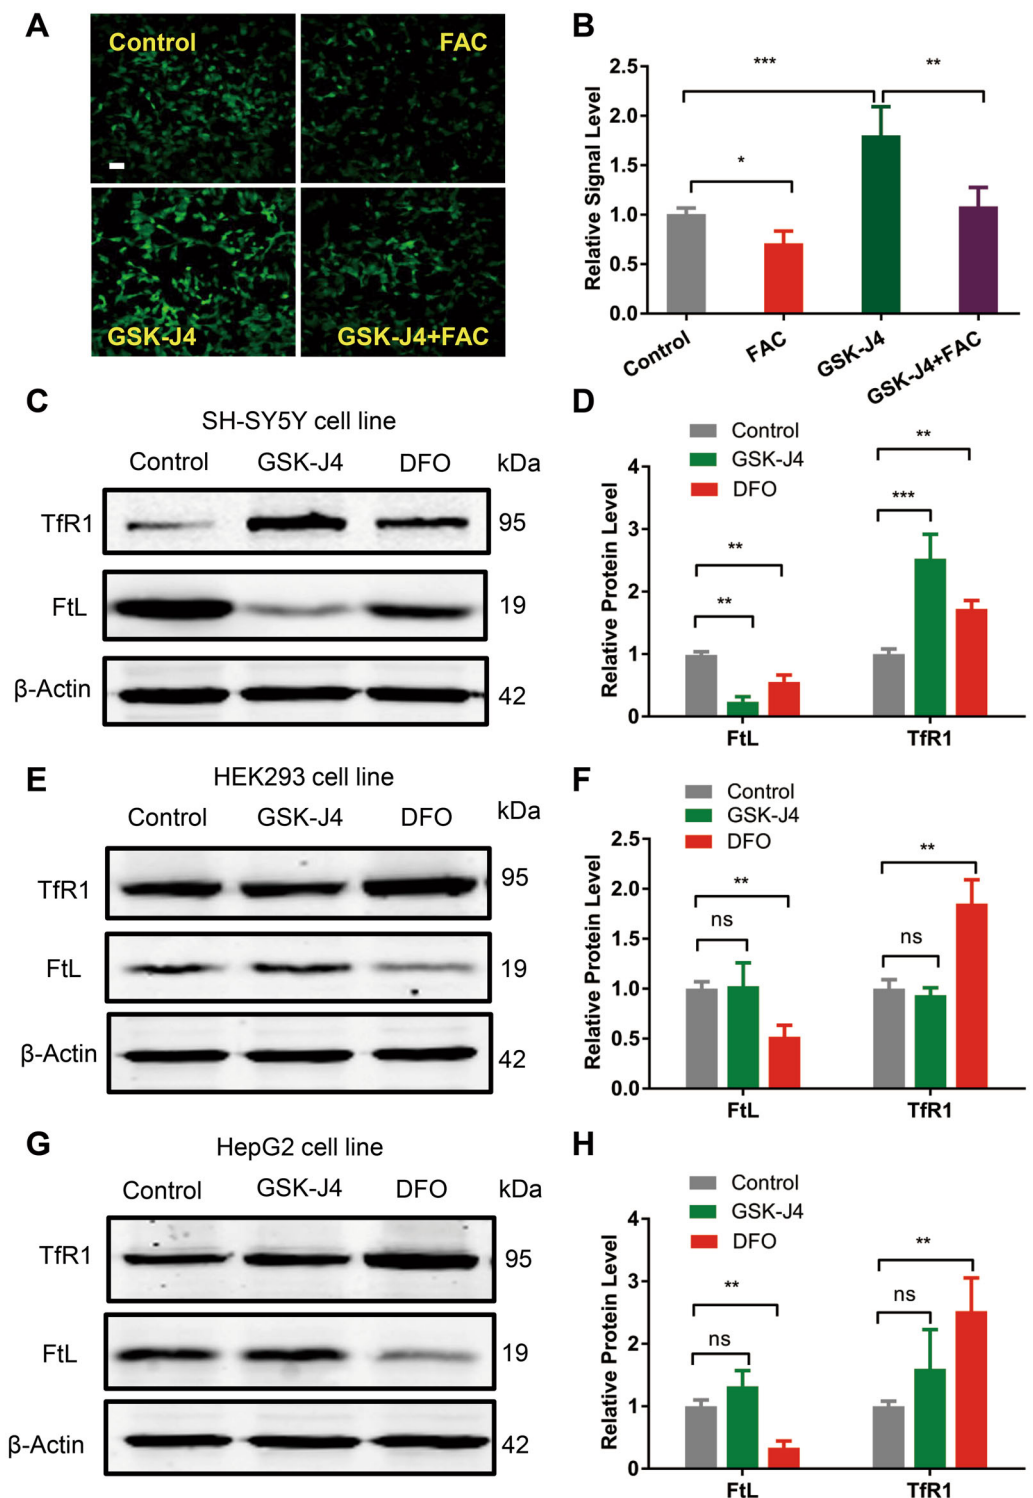 A
Control
FAC
GSK-J4
GSK-J4+FAC
B
Relative Signal Level
2.5
2.0
1.5
1.0
0.5
0.0
***
**
*
Control
FAC
GSK-J4
GSK-J4+FAC
C
SH-SY5Y cell line
Control GSK-J4 DFO kDa
TfR1 95
FtL 19
β-Actin 42
D
Control
GSK-J4
DFO
Relative Protein Level
4
3
2
1
0
**
**
***
**
FtL TfR1
E
HEK293 cell line
Control GSK-J4 DFO kDa
TfR1 95
FtL 19
β-Actin 42
F
Control
GSK-J4
DFO
Relative Protein Level
2.5
2.0
1.5
1.0
0.5
0.0
**
ns
**
ns
FtL TfR1
G
HepG2 cell line
Control GSK-J4 DFO kDa
TfR1 95
FtL 19
β-Actin 42
H
Control
GSK-J4
DFO
Relative Protein Level
4
3
2
1
0
**
ns
**
ns
FtL TfR1